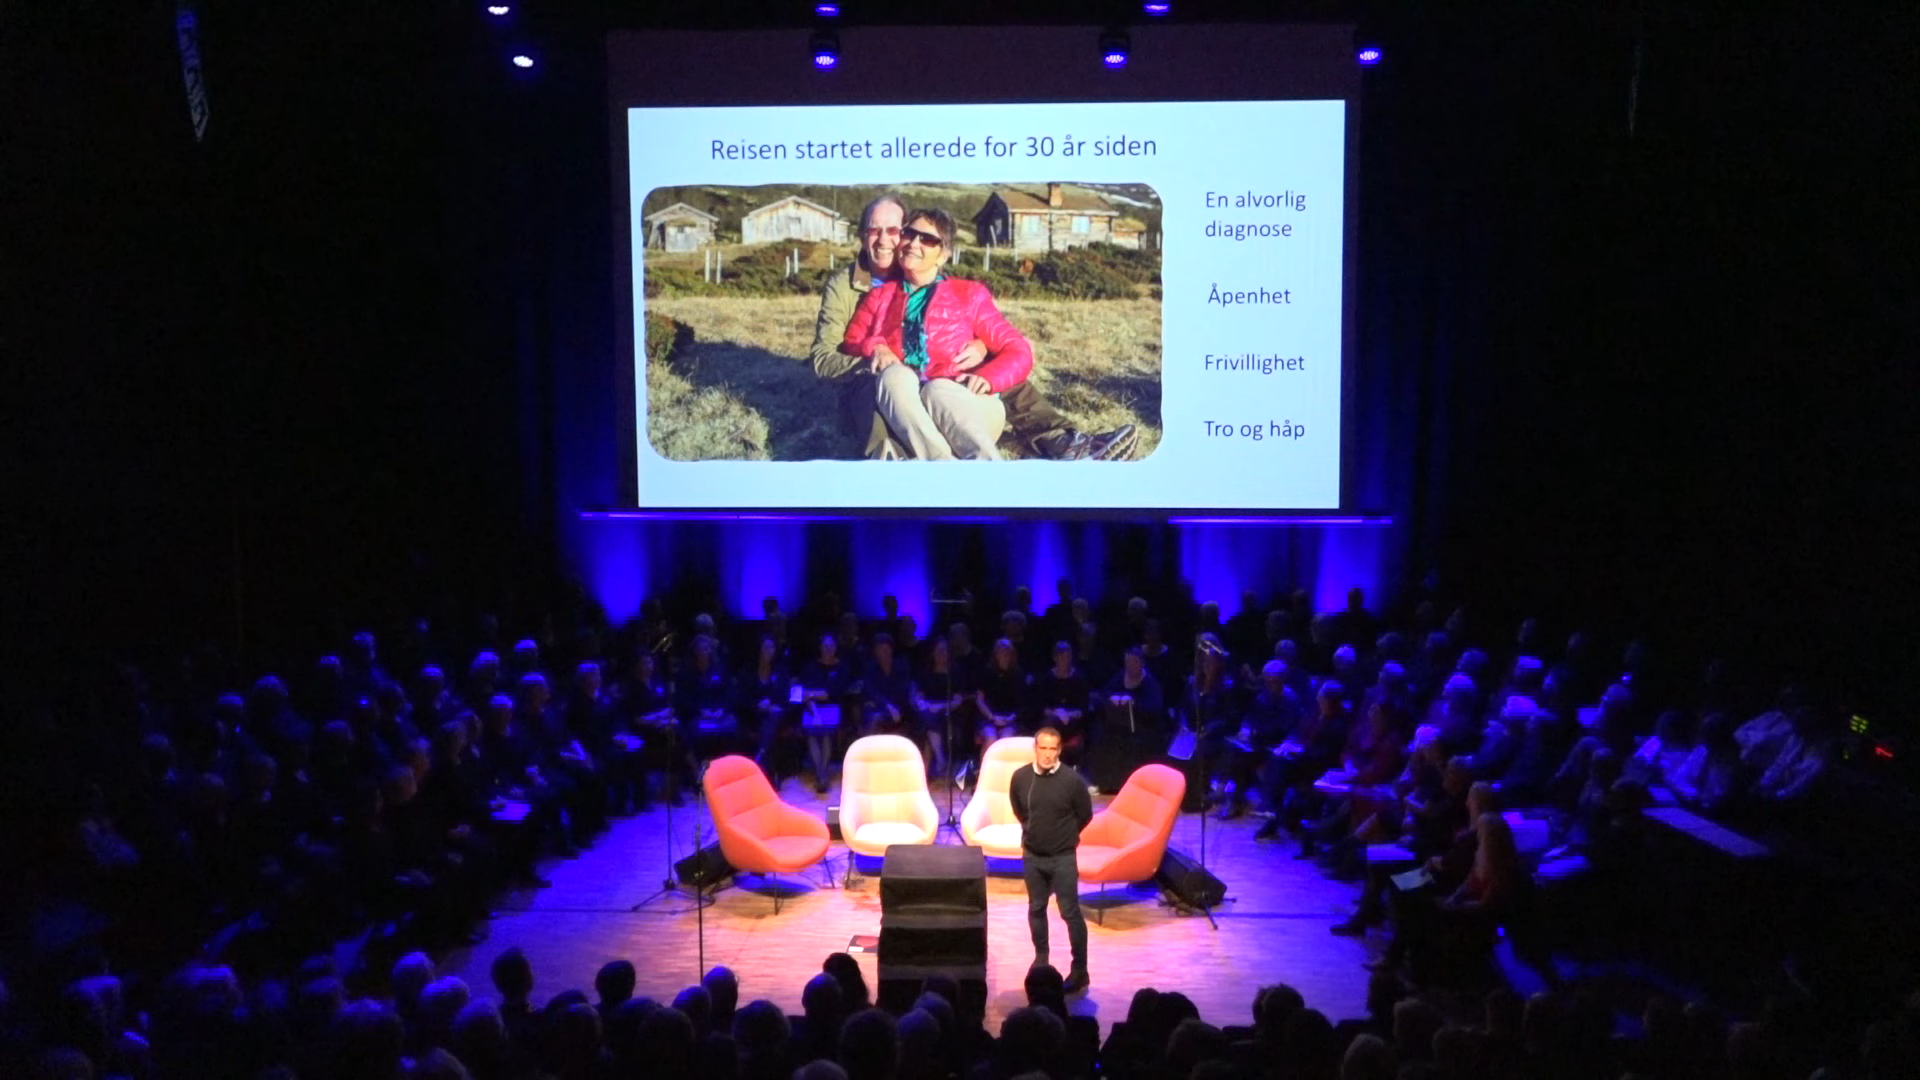 Reisen startet allerede for 30 år siden
En alvorlig
diagnose
Åpenhet
Frivillighet
Tro og håp